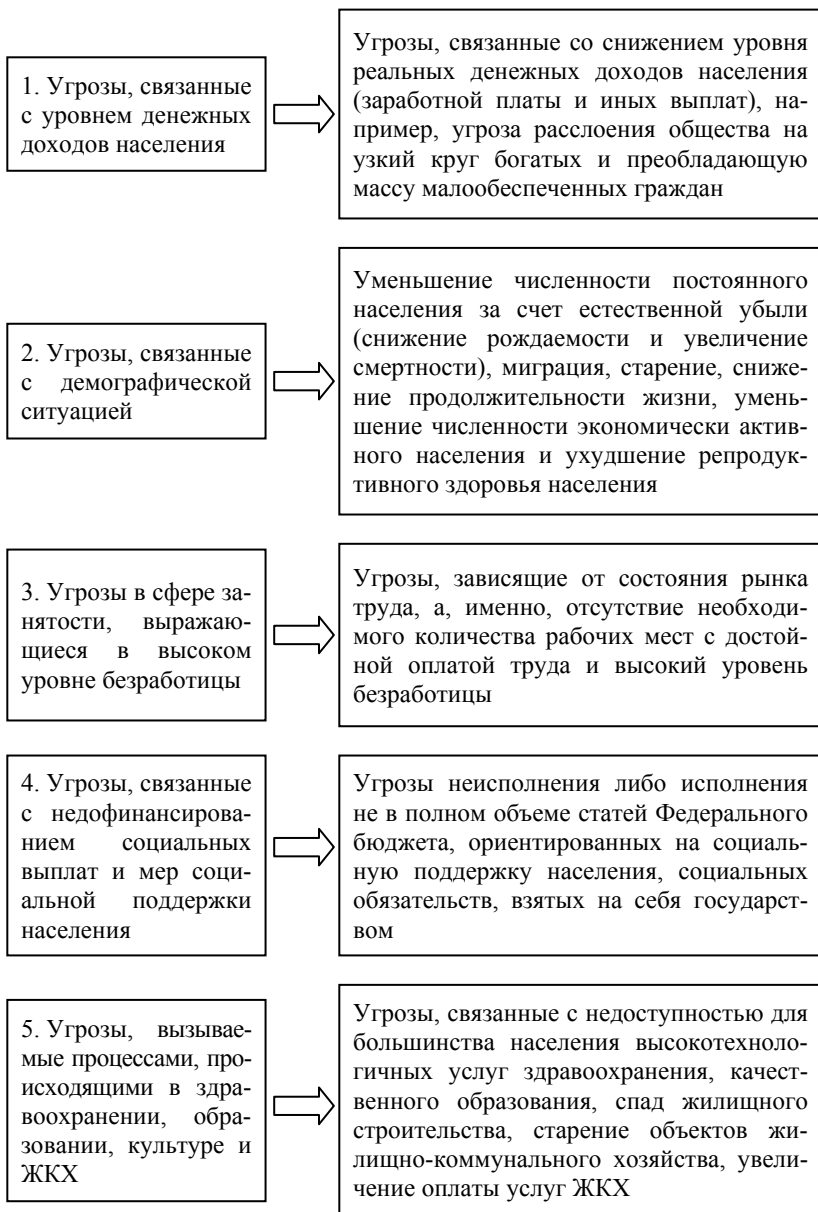 1. Угрозы, связанные
с уровнем денежных
доходов населения
Угрозы, связанные со снижением уровня
реальных денежных доходов населения
(заработной платы и иных выплат), на-
пример, угроза расслоения общества на
узкий круг богатых и преобладающую
массу малообеспеченных граждан
2. Угрозы, связанные
с демографической
ситуацией
Уменьшение численности постоянного
населения за счет естественной убыли
(снижение рождаемости и увеличение
смертности), миграция, старение, сниже-
ние продолжительности жизни, умень-
шение численности экономически актив-
ного населения и ухудшение репродук-
тивного здоровья населения
3. Угрозы в сфере за-
нятости, выражаю-
щиеся в высоком
уровне безработицы
Угрозы, зависящие от состояния рынка
труда, а, именно, отсутствие необходи-
мого количества рабочих мест с достой-
ной оплатой труда и высокий уровень
безработицы
4. Угрозы, связанные
с недофинансирова-
нием социальных
выплат и мер соци-
альной поддержки
населения
Угрозы неисполнения либо исполнения
не в полном объеме статей Федерального
бюджета, ориентированных на социаль-
ную поддержку населения, социальных
обязательств, взятых на себя государст-
вом
5. Угрозы, вызывае-
мые процессами, про-
исходящими в здра-
воохранении, обра-
зовании, культуре и
ЖКХ
Угрозы, связанные с недоступностью для
большинства населения высокотехноло-
гичных услуг здравоохранения, качест-
венного образования, спад жилищного
строительства, старение объектов жи-
лищно-коммунального хозяйства, увели-
чение оплаты услуг ЖКХ